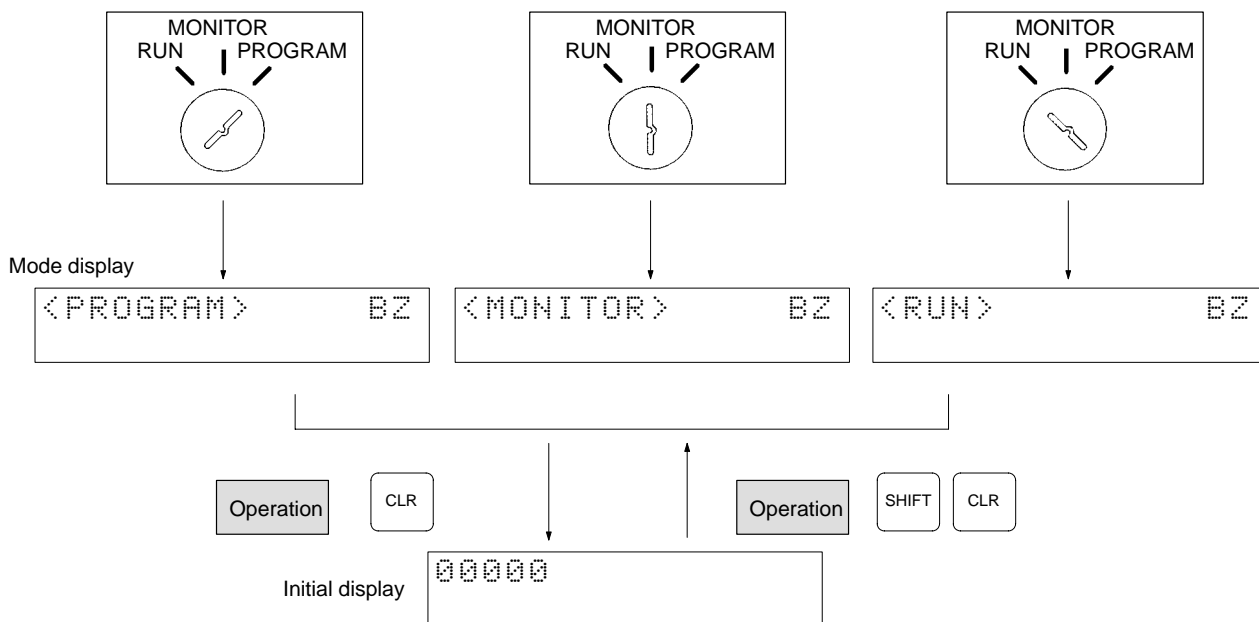 MONITOR
RUN PROGRAM
MONITOR
RUN PROGRAM
MONITOR
RUN PROGRAM
Mode display
<PROGRAM> BZ
<MONITOR> BZ
<RUN> BZ
Operation CLR
Operation SHIFT CLR
Initial display
00000